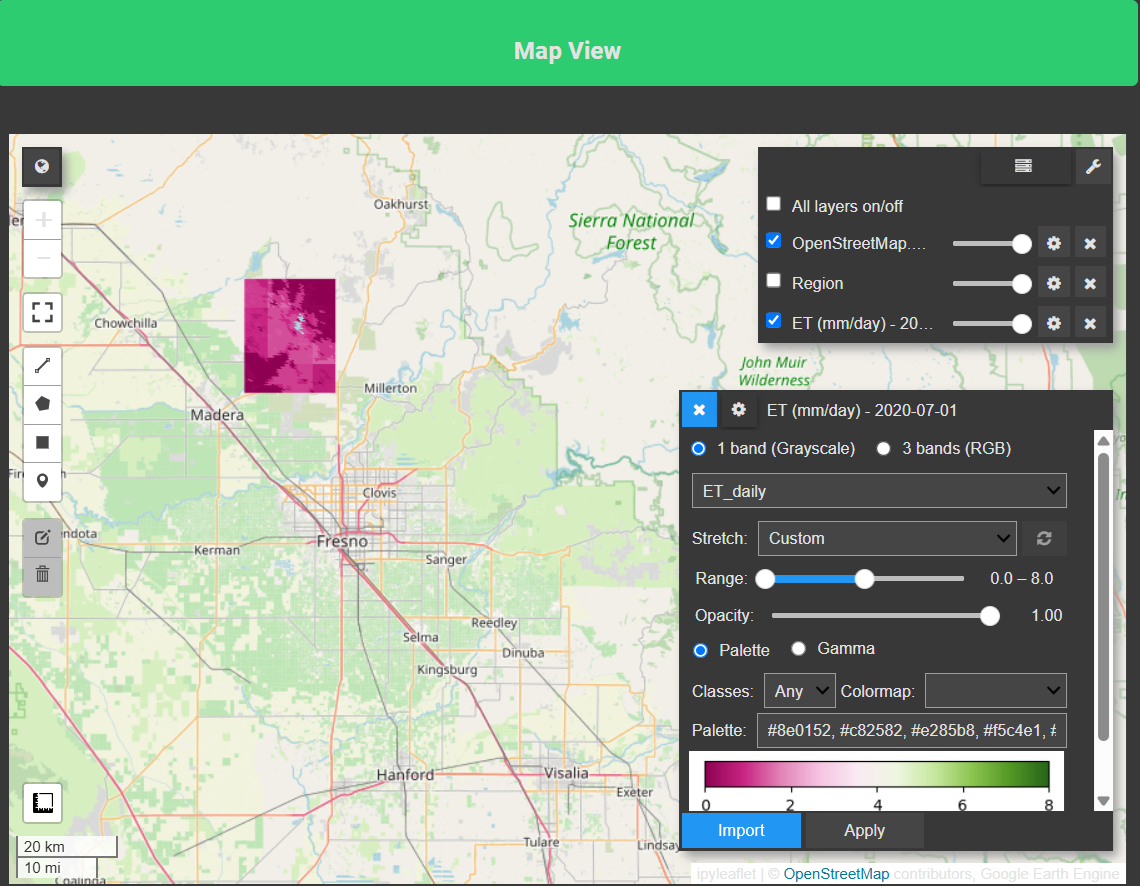 Map View
Oakhurst
Sierra National
Forest
Chowchilla
Millerton
Madera
John Muir
Wilderness
Clovis
Fresno
Kerman
Sanger
ndota
Selma
Reedley
Dinuba
Kingsburg
Hanford
Visalia
Exeter
Tulare
Lindsay
Coalinga
20 km
10 mi
All layers on/off
OpenStreetMap....
Region
ET (mm/day) - 20...
ET (mm/day) - 2020-07-01
1 band (Grayscale) 3 bands (RGB)
ET_daily
Stretch: Custom
Range: 0.0 – 8.0
Opacity: 1.00
Palette Gamma
Classes: Any Colormap:
Palette: #8e0152, #c82582, #e285b8, #f5c4e1, #
0 2 4 6 8
Import Apply
ipyleaflet | © OpenStreetMap contributors, Google Earth Engine